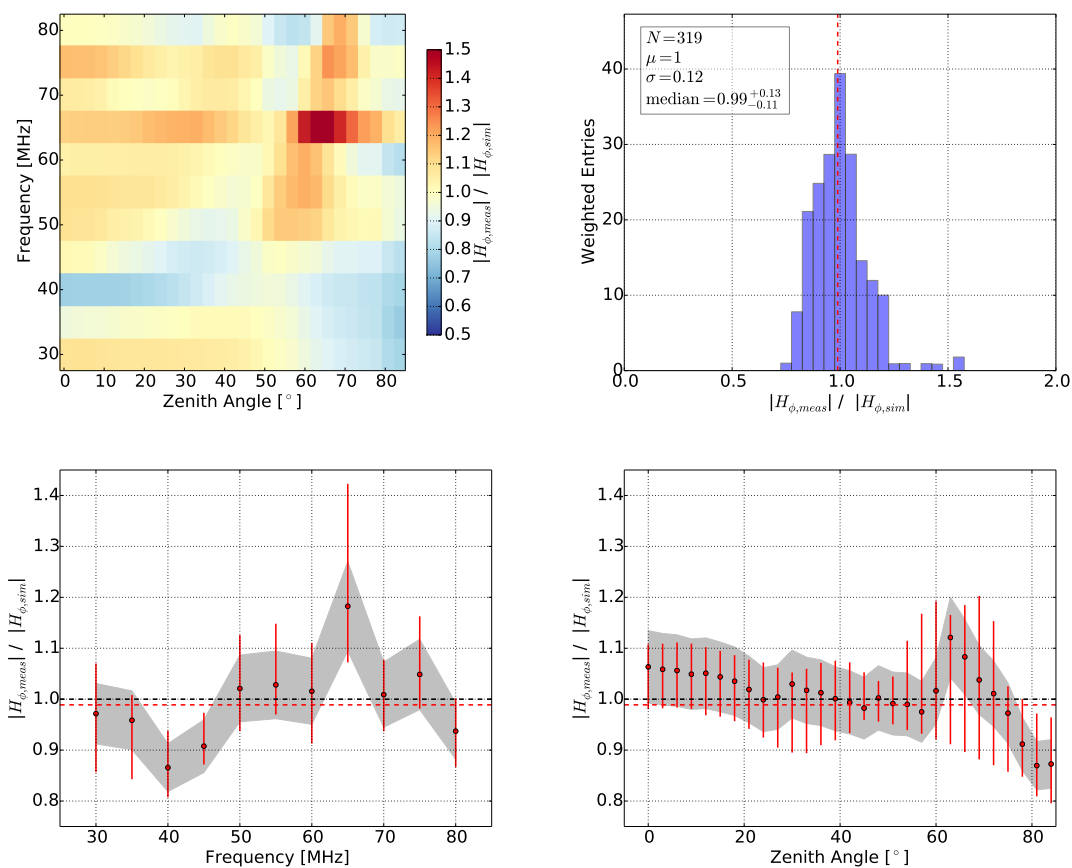 80
70
60
50
40
30
Frequency [MHz]
0 10 20 30 40 50 60 70 80
Zenith Angle [°]
1.5
1.4
1.3
1.2
1.1
1.0
0.9
0.8
0.7
0.6
0.5
|H_{ϕ,meas}| / |H_{ϕ,sim}|
N=319
μ=1
σ=0.12
median=0.99^{+0.13}_{-0.11}
40
30
20
10
0
Weighted Entries
0.0 0.5 1.0 1.5 2.0
|H_{ϕ,meas}| / |H_{ϕ,sim}|
1.4
1.3
1.2
1.1
1.0
0.9
0.8
|H_{ϕ,meas}| / |H_{ϕ,sim}|
30 40 50 60 70 80
Frequency [MHz]
1.4
1.3
1.2
1.1
1.0
0.9
0.8
|H_{ϕ,meas}| / |H_{ϕ,sim}|
0 20 40 60 80
Zenith Angle [°]